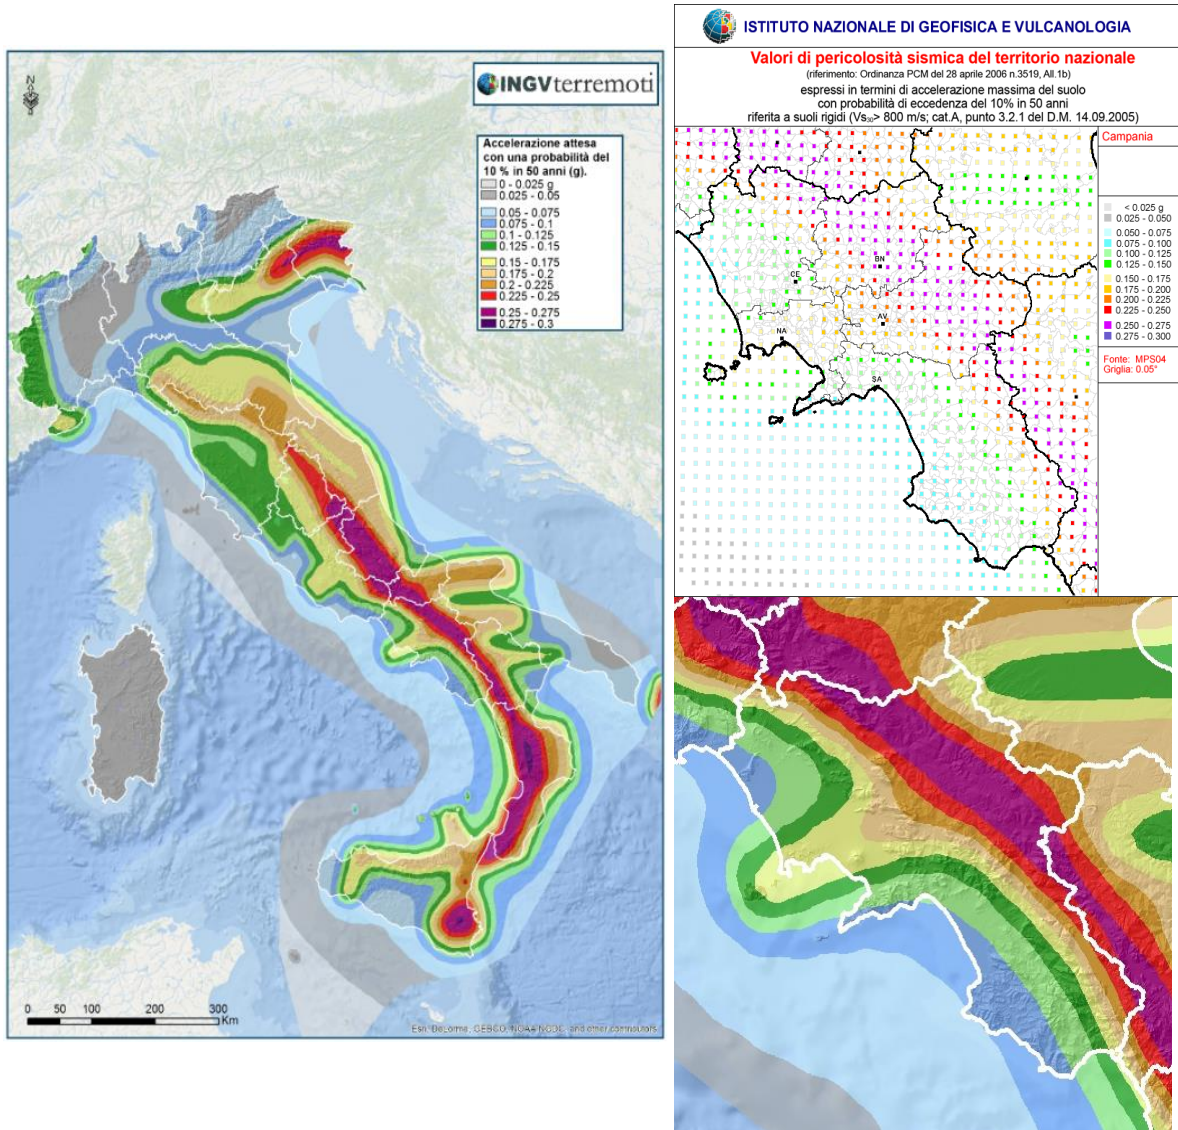 N
INGVterremoti
Accelerazione attesa
con una probabilità del
10 % in 50 anni (g).
0 - 0.025 g
0.025 - 0.05
0.05 - 0.075
0.075 - 0.1
0.1 - 0.125
0.125 - 0.15
0.15 - 0.175
0.175 - 0.2
0.2 - 0.225
0.225 - 0.25
0.25 - 0.275
0.275 - 0.3
0 50 100 200 300
Km
Esri, DeLorme, GEBCO, NOAA NGDC, and other contributors
ISTITUTO NAZIONALE DI GEOFISICA E VULCANOLOGIA
Valori di pericolosità sismica del territorio nazionale
(riferimento: Ordinanza PCM del 28 aprile 2006 n.3519, All.1b)
espressi in termini di accelerazione massima del suolo
con probabilità di eccedenza del 10% in 50 anni
riferita a suoli rigidi (Vs₃₀> 800 m/s; cat.A, punto 3.2.1 del D.M. 14.09.2005)
Campania
< 0.025 g
0.025 - 0.050
0.050 - 0.075
0.075 - 0.100
0.100 - 0.125
0.125 - 0.150
0.150 - 0.175
0.175 - 0.200
0.200 - 0.225
0.225 - 0.250
0.250 - 0.275
0.275 - 0.300
Fonte: MPS04
Griglia: 0.05°
BN
CE
AV
NA
SA